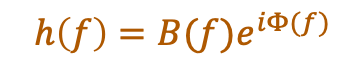 h(f) = B(f)e^{iΦ(f)}